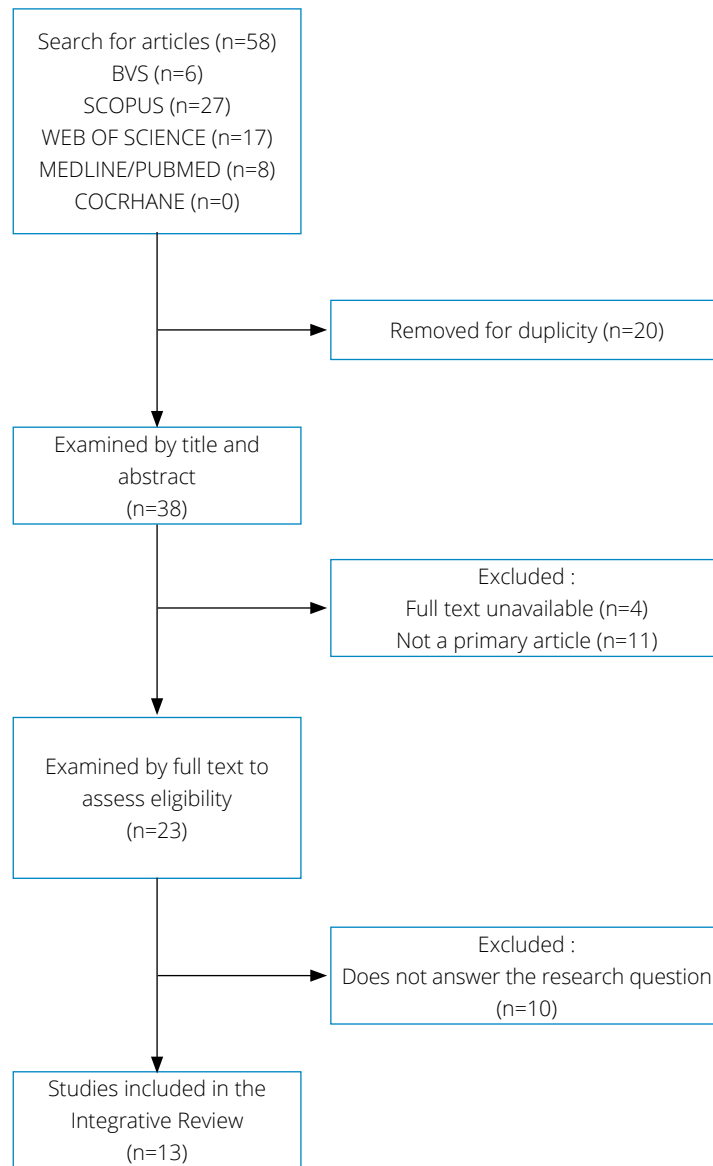 Search for articles (n=58)
BVS (n=6)
SCOPUS (n=27)
WEB OF SCIENCE (n=17)
MEDLINE/PUBMED (n=8)
COCRHANE (n=0)
Removed for duplicity (n=20)
Examined by title and
abstract
(n=38)
Excluded :
Full text unavailable (n=4)
Not a primary article (n=11)
Examined by full text to
assess eligibility
(n=23)
Excluded :
Does not answer the research question
(n=10)
Studies included in the
Integrative Review
(n=13)